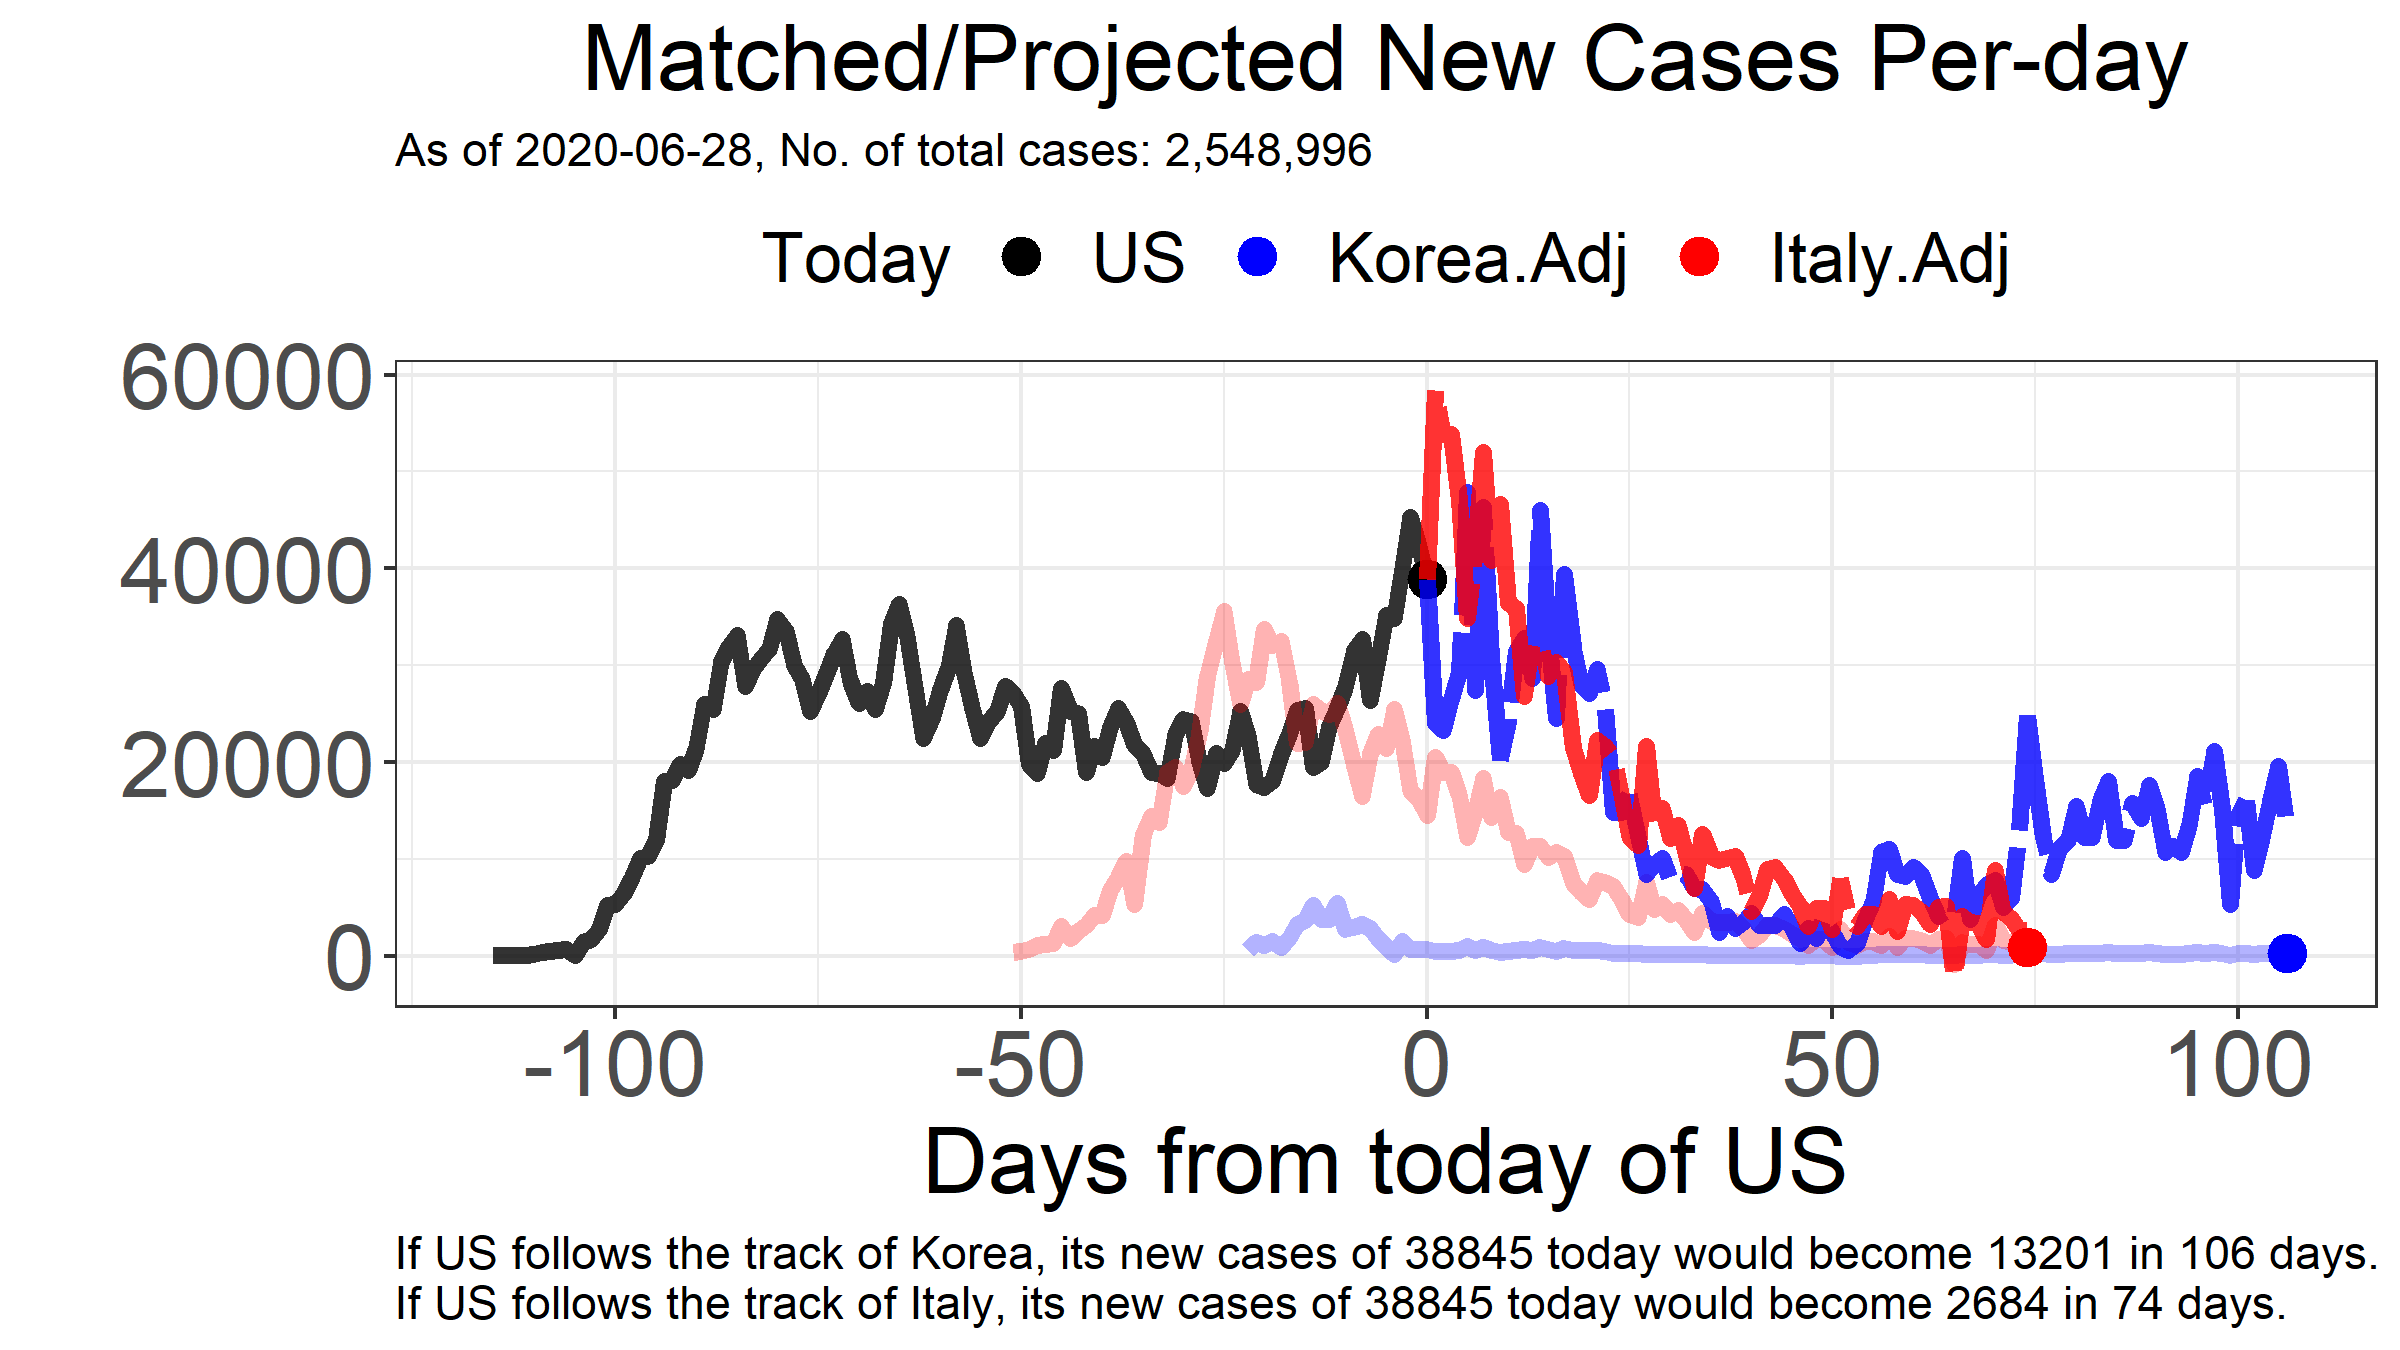 Matched/Projected New Cases Per-day
As of 2020-06-28, No. of total cases: 2,548,996
Today US Korea.Adj Italy.Adj
60000
40000
20000
0
-100 -50 0 50 100
Days from today of US
If US follows the track of Korea, its new cases of 38845 today would become 13201 in 106 days.
If US follows the track of Italy, its new cases of 38845 today would become 2684 in 74 days.